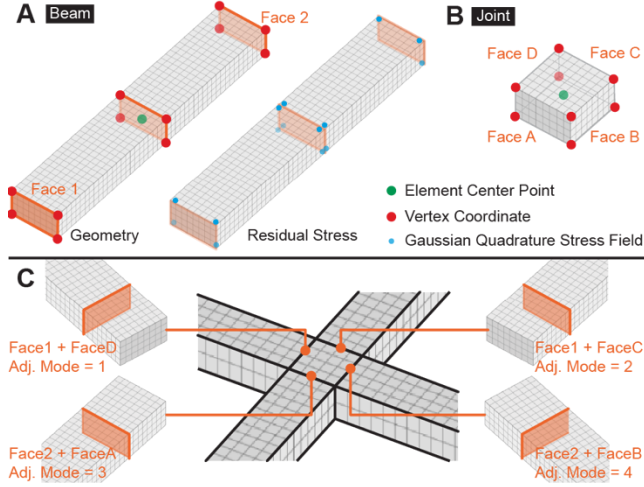 A Beam
Face 2
Face 1
Geometry
Residual Stress
B Joint
Face D
Face C
Face A
Face B
Element Center Point
Vertex Coordinate
Gaussian Quadrature Stress Field
C
Face1 + FaceD
Adj. Mode = 1
Face1 + FaceC
Adj. Mode = 2
Face2 + FaceA
Adj. Mode = 3
Face2 + FaceB
Adj. Mode = 4